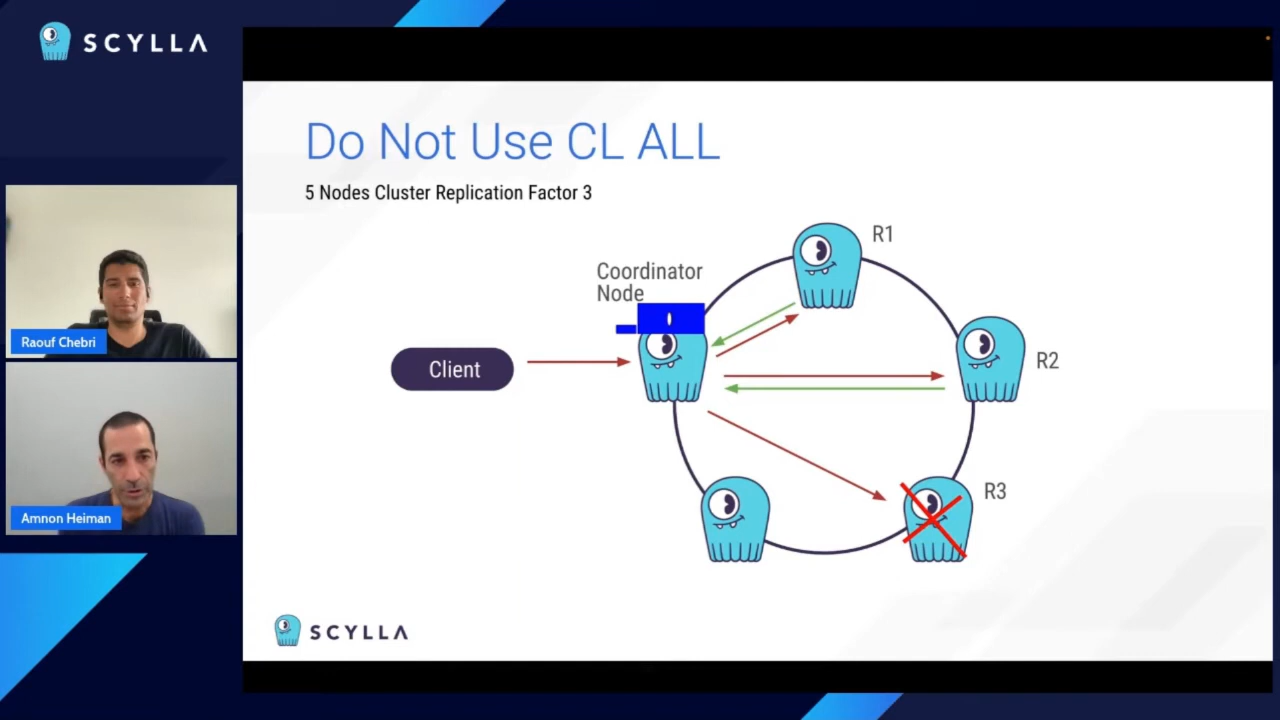 SCYLLA
Raouf Chebri
Amnon Heiman
Do Not Use CL ALL
5 Nodes Cluster Replication Factor 3
R1
Coordinator
Node
Client
R2
R3
SCYLLA